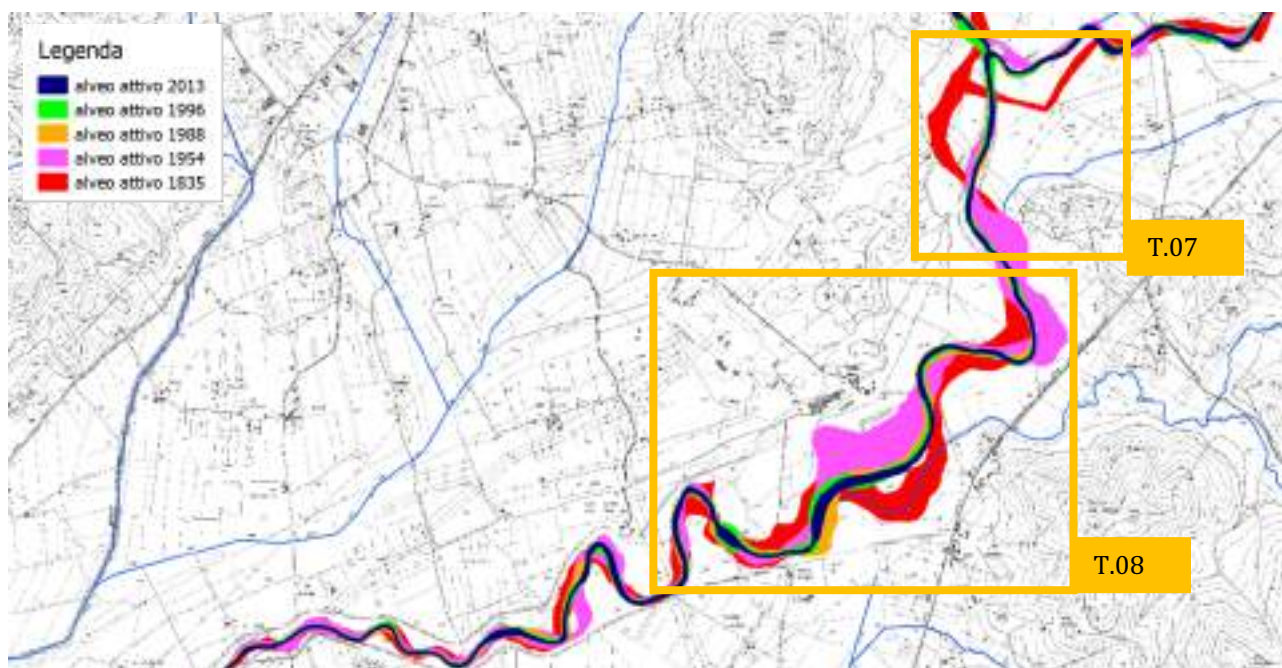 Legenda
alveo attivo 2013
alveo attivo 1996
alveo attivo 1988
alveo attivo 1954
alveo attivo 1835
T.07
T.08